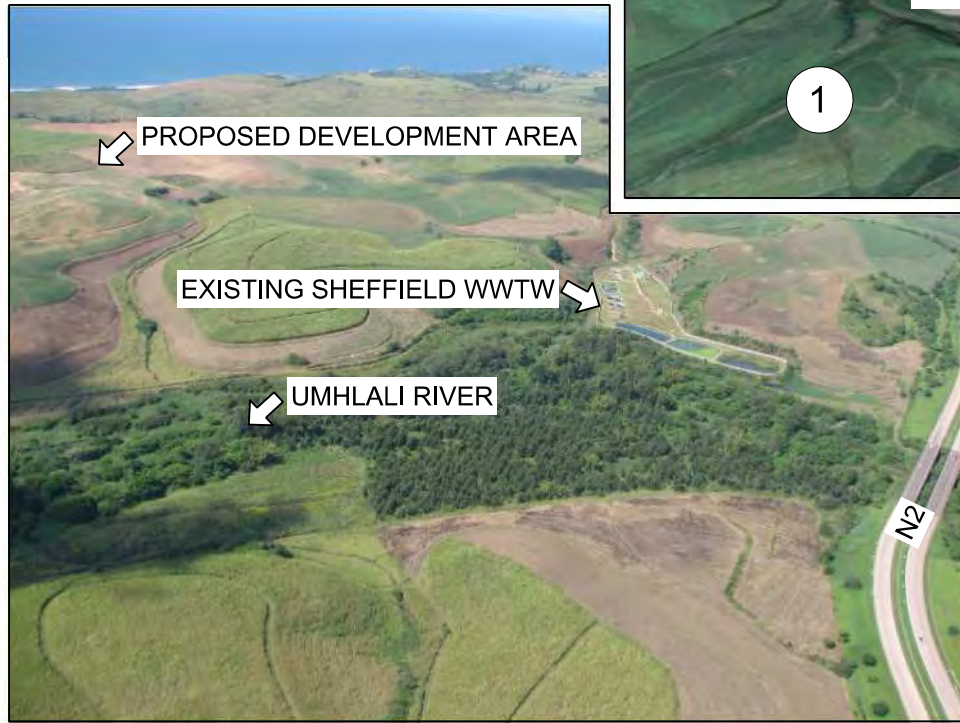 1
PROPOSED DEVELOPMENT AREA
EXISTING SHEFFIELD WWTW
UMHLALI RIVER
N2